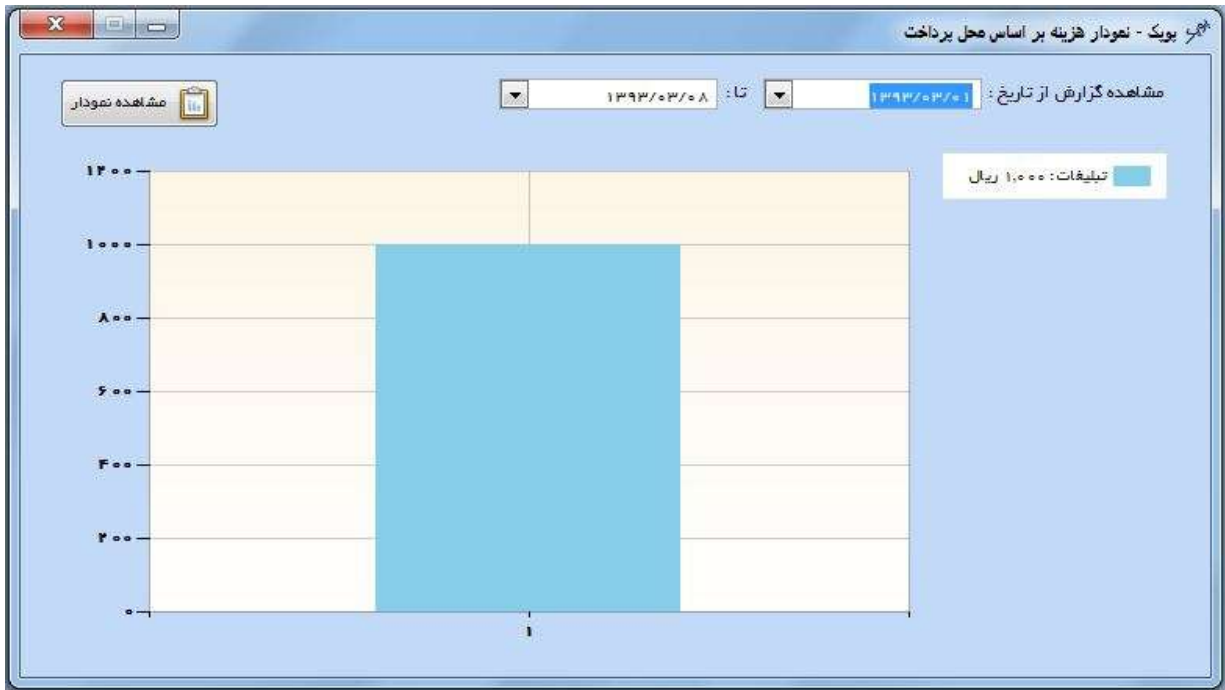 پویک - نمودار هزینه بر اساس محل پرداخت
مشاهده گزارش از تاریخ : ۱۳۹۳/۰۳/۰۱ تا : ۱۳۹۳/۰۳/۰۸
مشاهده نمودار
تبلیغات: ۱,۰۰۰ ریال
۱۲۰۰
۱۰۰۰
۸۰۰
۶۰۰
۴۰۰
۲۰۰
۰
۱